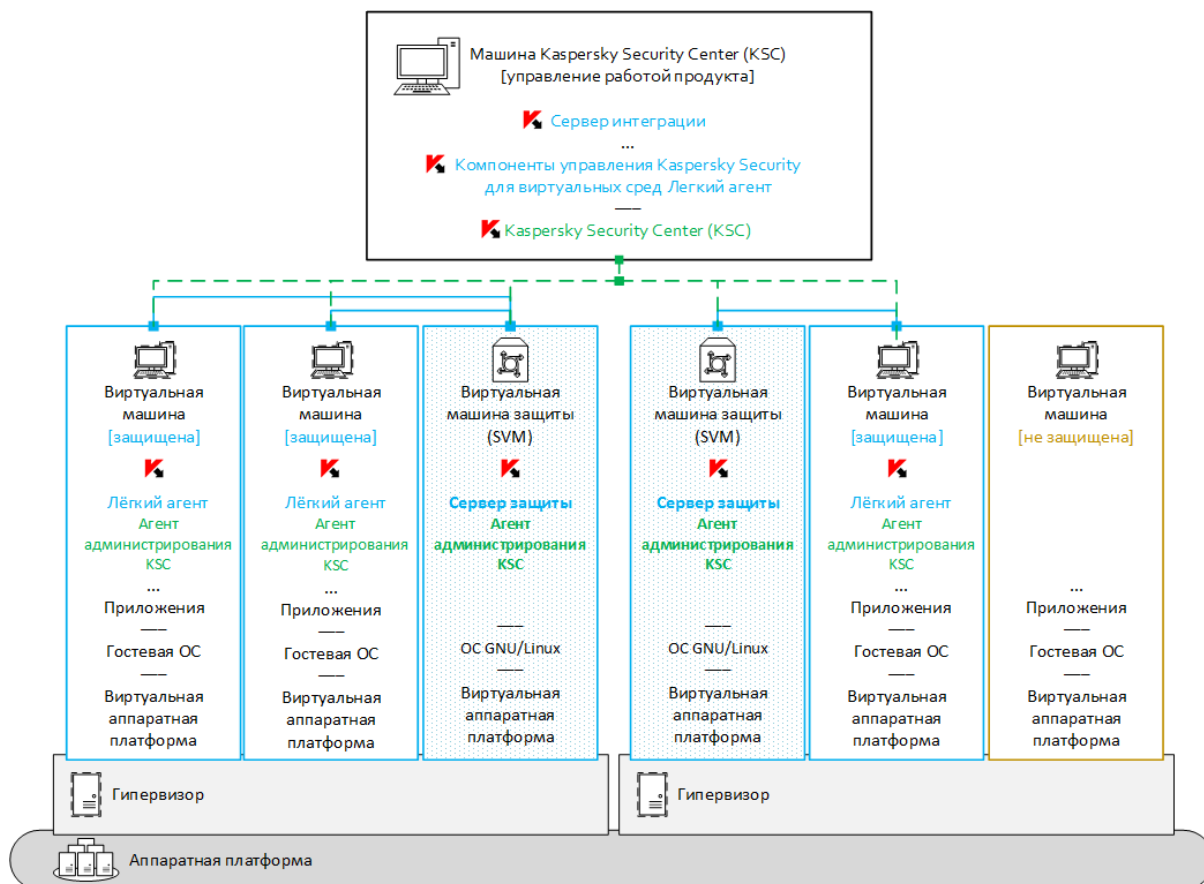 Машина Kaspersky Security Center (KSC)
[управление работой продукта]
Сервер интеграции
...
Компоненты управления Kaspersky Security
для виртуальных сред Легкий агент
Kaspersky Security Center (KSC)
Виртуальная
машина
[защищена]
Лёгкий агент
Агент
администрирования
KSC
...
Приложения
Гостевая ОС
Виртуальная
аппаратная
платформа
Виртуальная
машина
[защищена]
Лёгкий агент
Агент
администрирования
KSC
...
Приложения
Гостевая ОС
Виртуальная
аппаратная
платформа
Виртуальная
машина защиты
(SVM)
Сервер защиты
Агент
администрирования
KSC
ОС GNU/Linux
Виртуальная
аппаратная
платформа
Виртуальная
машина защиты
(SVM)
Сервер защиты
Агент
администрирования
KSC
ОС GNU/Linux
Виртуальная
аппаратная
платформа
Виртуальная
машина
[защищена]
Лёгкий агент
Агент
администрирования
KSC
...
Приложения
Гостевая ОС
Виртуальная
аппаратная
платформа
Виртуальная
машина
[не защищена]
...
Приложения
Гостевая ОС
Виртуальная
аппаратная
платформа
Гипервизор
Гипервизор
Аппаратная платформа